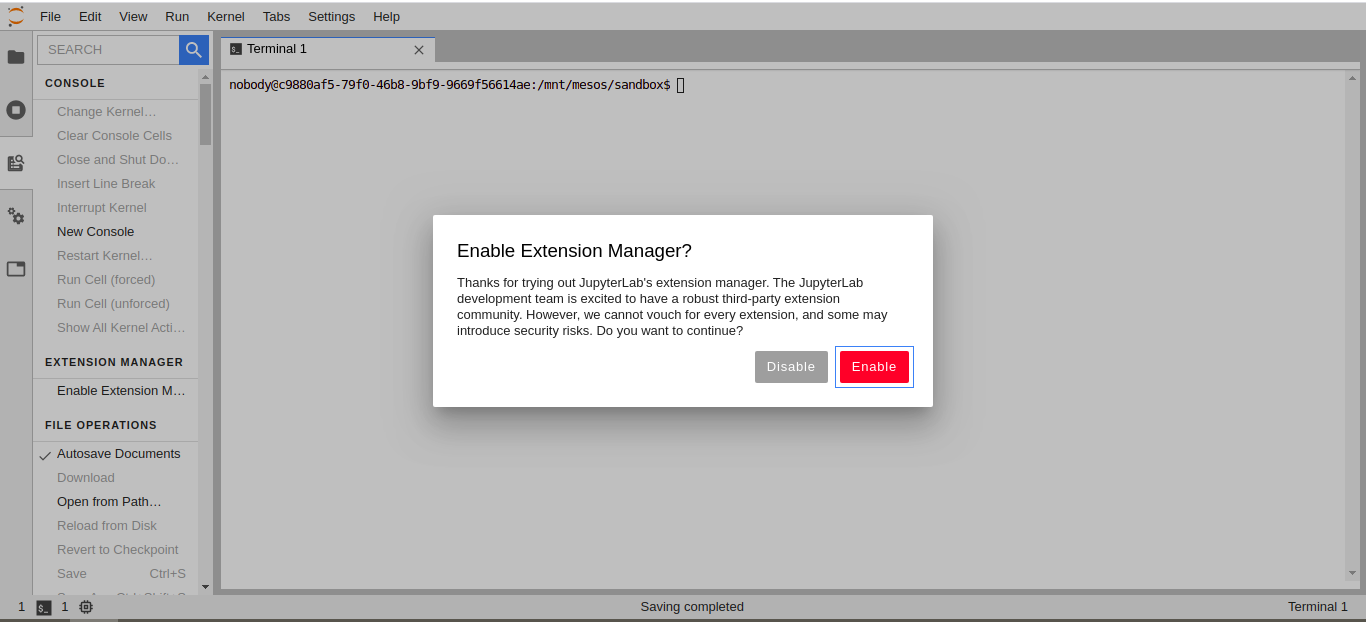 File Edit View Run Kernel Tabs Settings Help
SEARCH
CONSOLE
Change Kernel…
Clear Console Cells
Close and Shut Do…
Insert Line Break
Interrupt Kernel
New Console
Restart Kernel…
Run Cell (forced)
Run Cell (unforced)
Show All Kernel Acti…
EXTENSION MANAGER
Enable Extension M…
FILE OPERATIONS
Autosave Documents
Download
Open from Path…
Reload from Disk
Revert to Checkpoint
Save Ctrl+S
Terminal 1
nobody@c9880af5-79f0-46b8-9bf9-9669f56614ae:/mnt/mesos/sandbox$
Enable Extension Manager?
Thanks for trying out JupyterLab's extension manager. The JupyterLab
development team is excited to have a robust third-party extension
community. However, we cannot vouch for every extension, and some may
introduce security risks. Do you want to continue?
Disable Enable
1 $_ 1 Saving completed Terminal 1